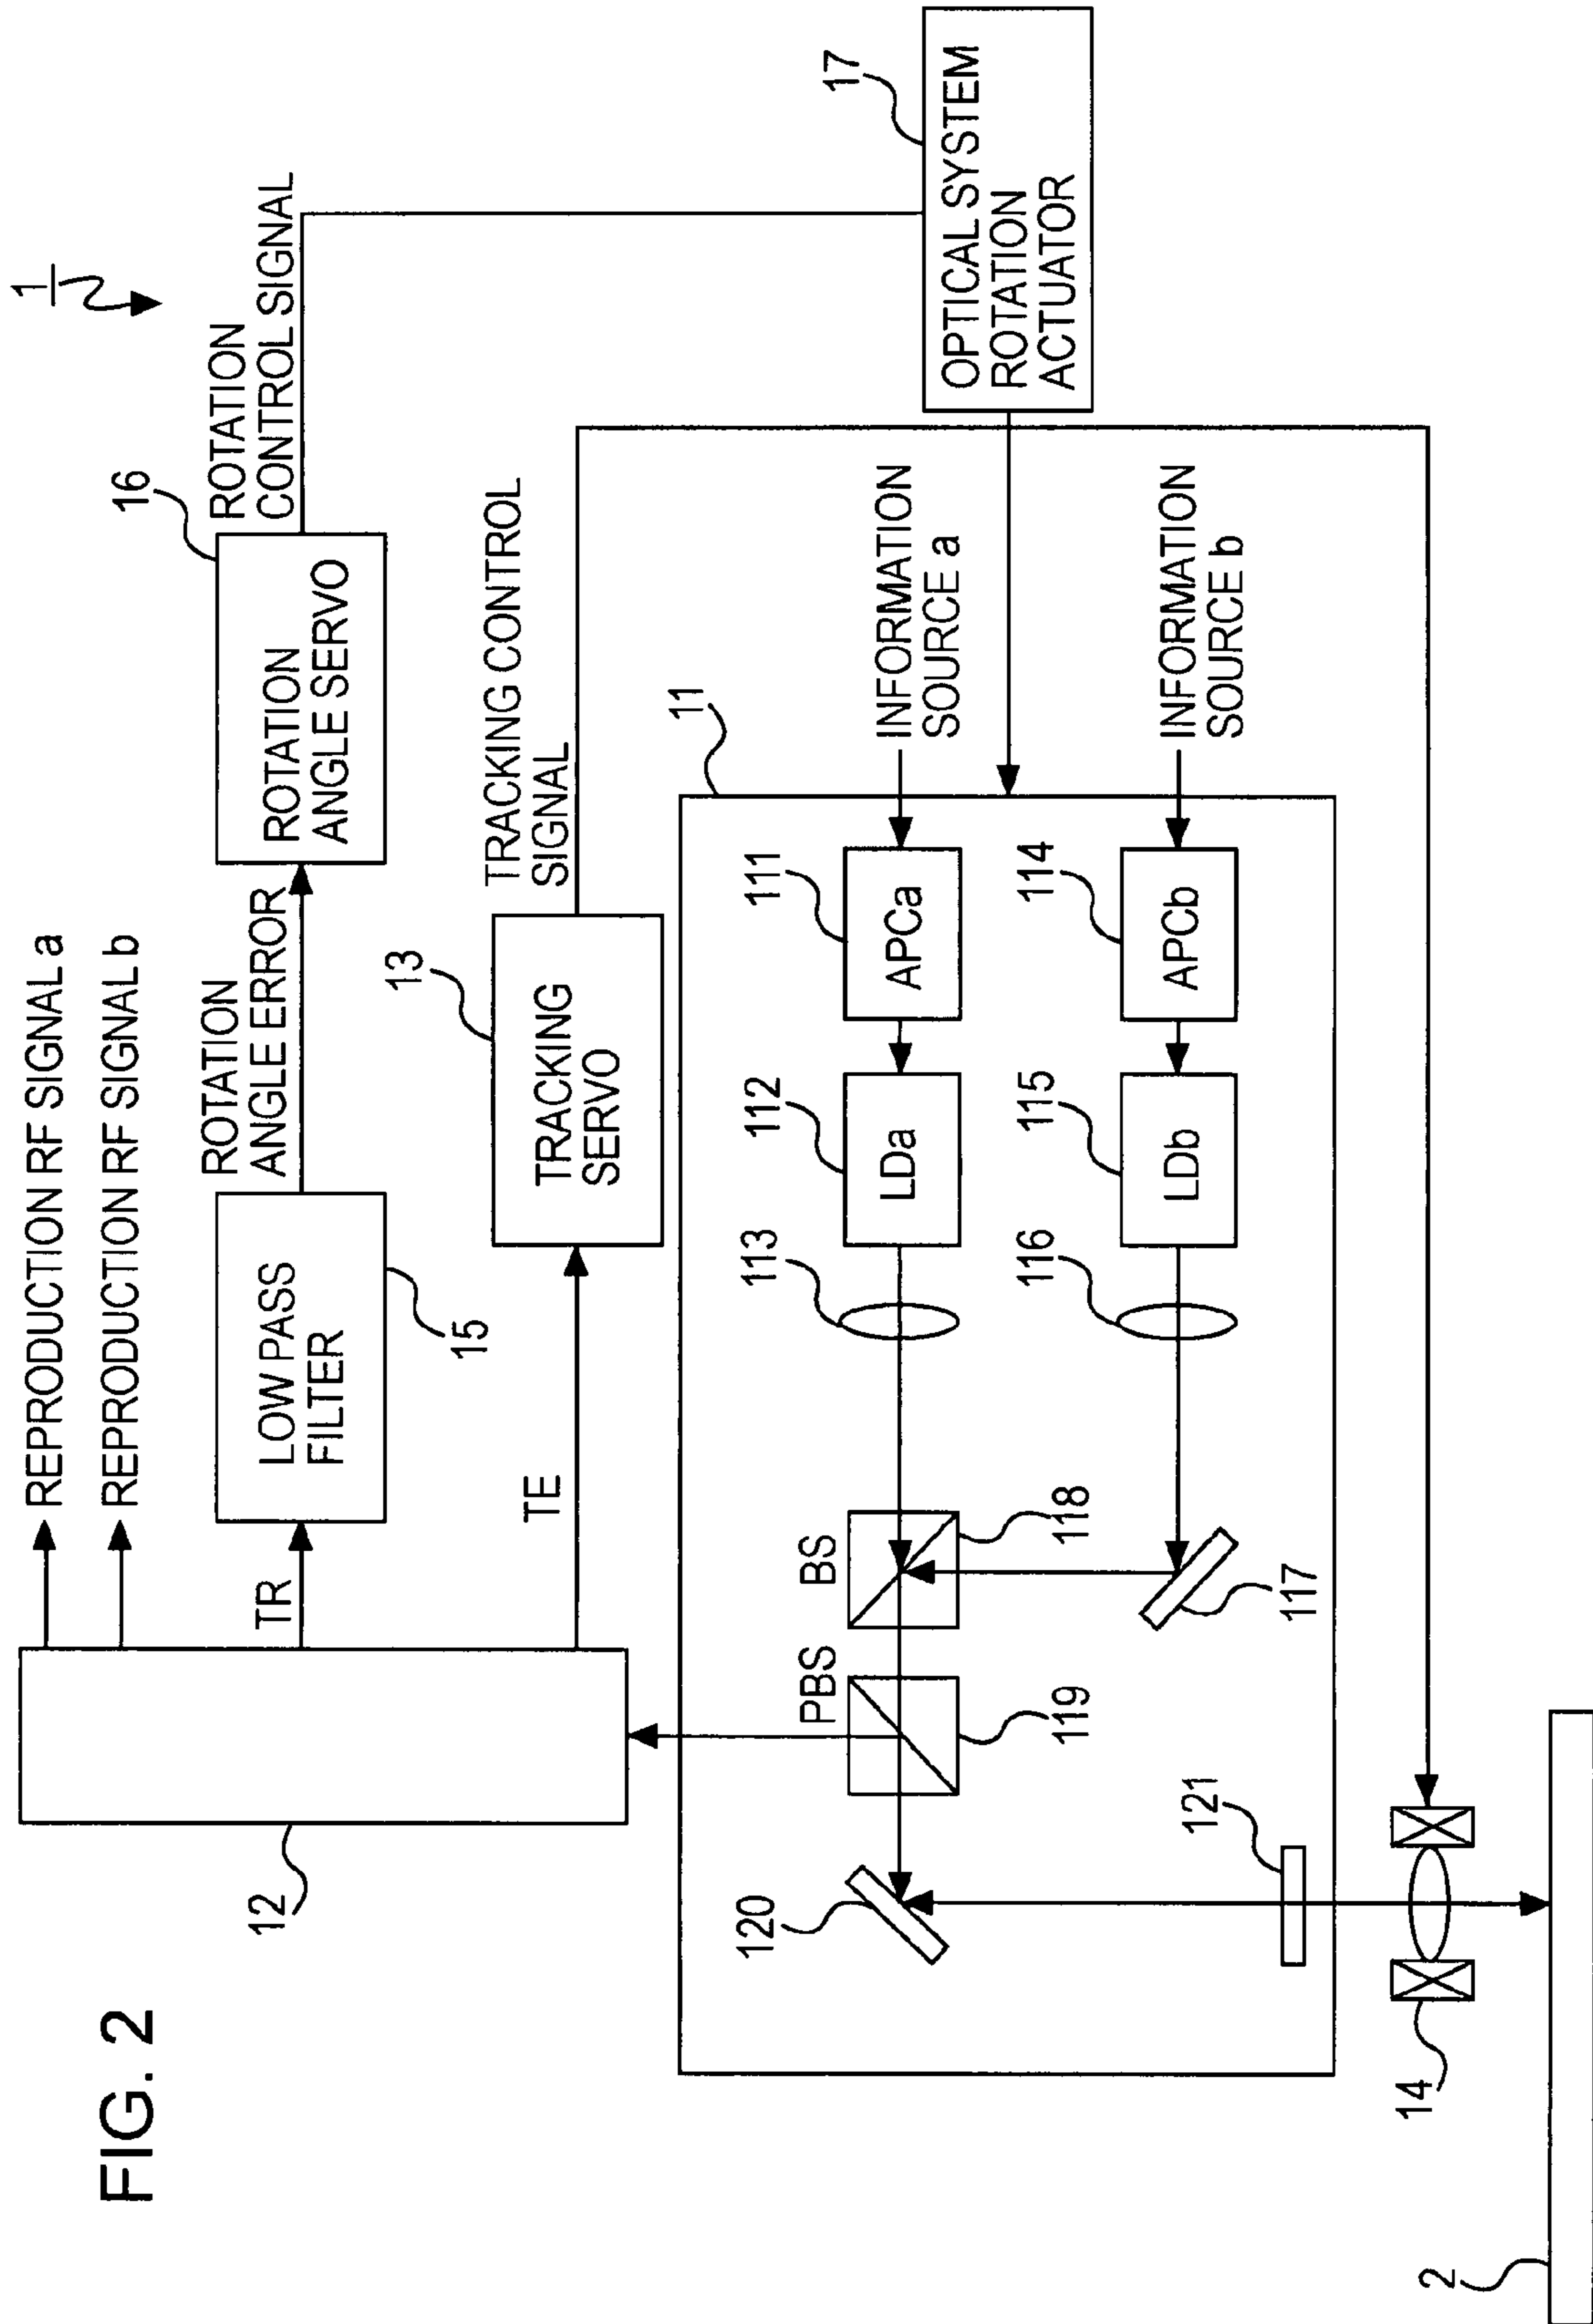 FIG. 2
1
REPRODUCTION RF SIGNAL a
REPRODUCTION RF SIGNAL b
12
TR
LOW PASS
FILTER
15
ROTATION
ANGLE ERROR
ROTATION
ANGLE SERVO
16
ROTATION
CONTROL SIGNAL
TE
TRACKING
SERVO
13
TRACKING CONTROL
SIGNAL
OPTICAL SYSTEM
ROTATION
ACTUATOR
17
11
120
PBS
119
BS
118
113
LDa
112
APCa
111
INFORMATION
SOURCE a
117
116
LDb
115
APCb
114
INFORMATION
SOURCE b
121
14
2